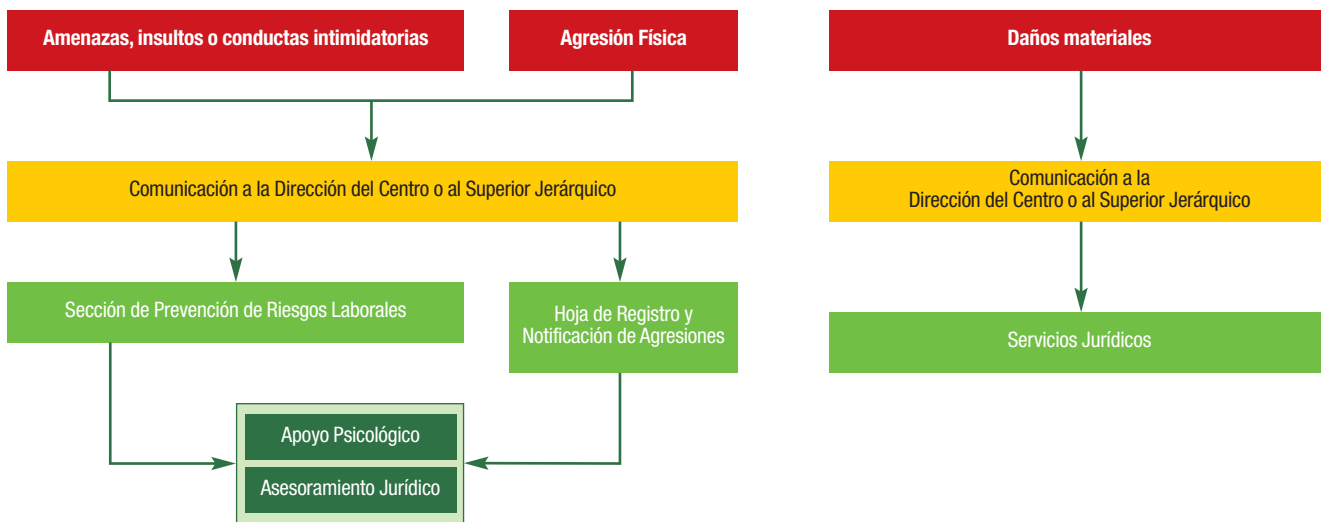 Amenazas, insultos o conductas intimidatorias
Agresión Física
Daños materiales
Comunicación a la Dirección del Centro o al Superior Jerárquico
Comunicación a la
Dirección del Centro o al Superior Jerárquico
Sección de Prevención de Riesgos Laborales
Hoja de Registro y
Notificación de Agresiones
Servicios Jurídicos
Apoyo Psicológico
Asesoramiento Jurídico